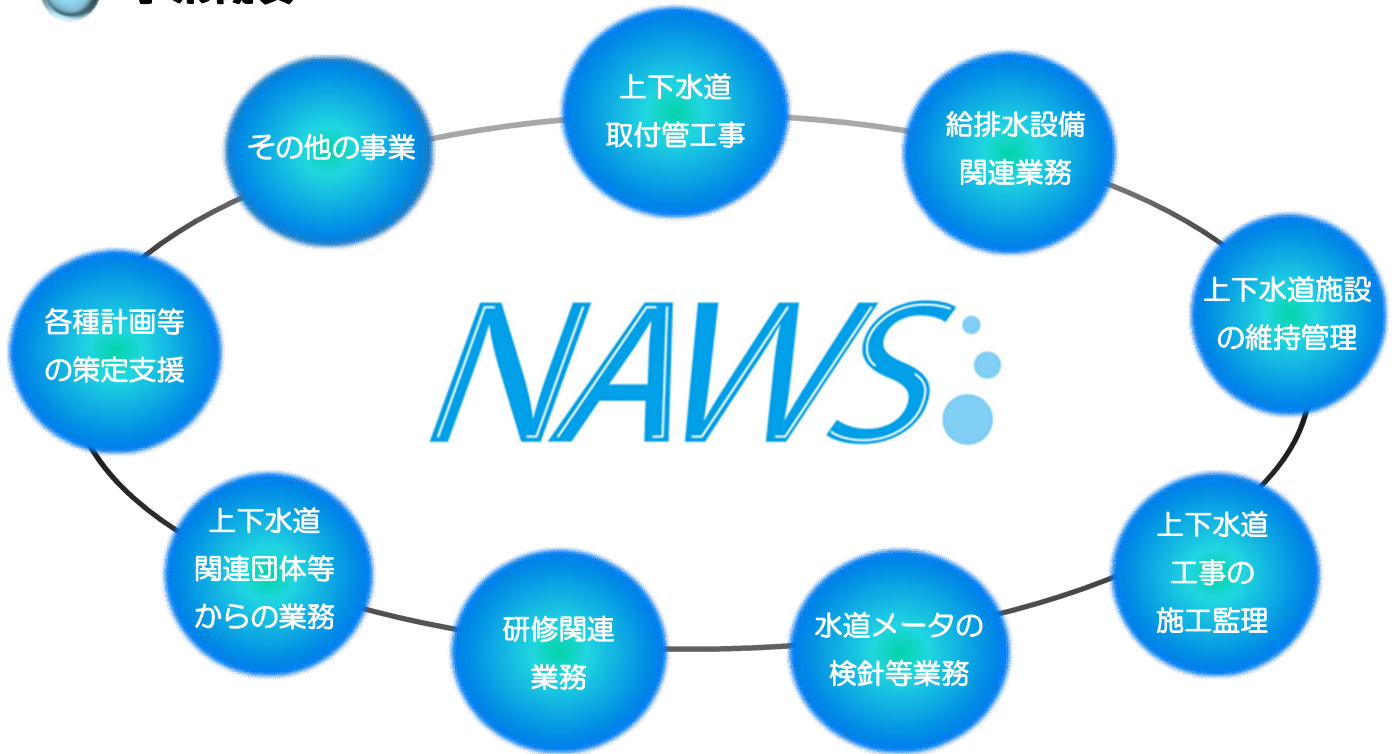 上下水道
取付管工事
給排水設備
関連業務
上下水道施設
の維持管理
上下水道
工事の
施工監理
水道メータの
検針等業務
研修関連
業務
上下水道
関連団体等
からの業務
各種計画等
の策定支援
その他の事業
NAWS